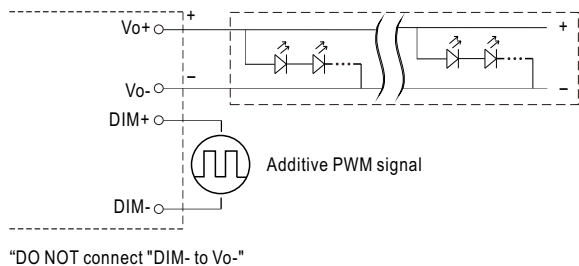 Vo+
+
+
Vo-
−
−
DIM+
Additive PWM signal
DIM-
“DO NOT connect "DIM- to Vo-"